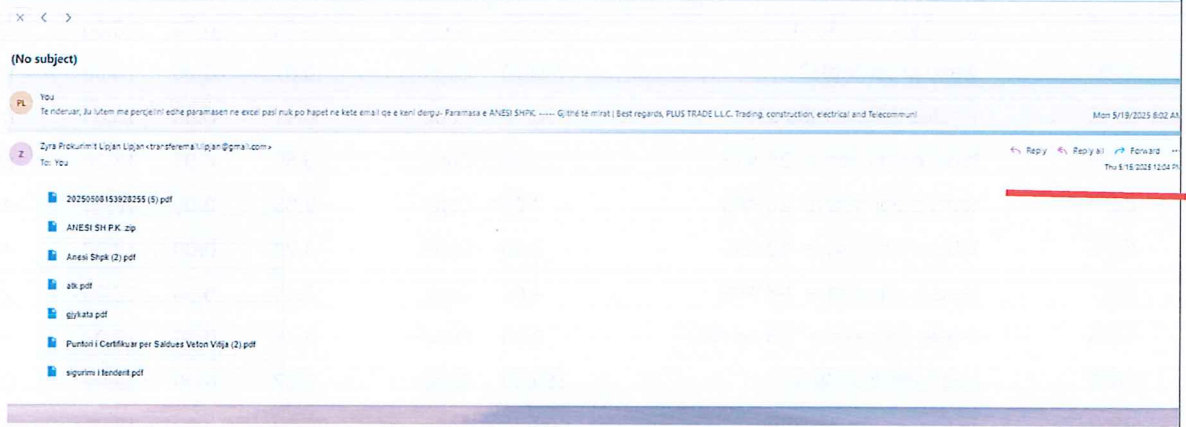 (No subject)
PL
You
Te nderuar, Ju lutem me percjellni edhe paramasen ne excel pasi nuk po hapet ne kete email qe e keni dergu- Paramasa e ANESI SHPK. ----- Gjithë të mirat | Best regards, PLUS TRADE L.L.C. Trading, construction, electrical and Telecommuni
Mon 5/19/2025 8:02 AM
Z
Zyra Prokurimit Lipjan Lipjan <transferemail.lipjan@gmail.com>
Reply Reply all Forward ...
To: You
Thu 5/15/2025 12:04 PM
20250508153928255 (5).pdf
ANESI SH P.K. .zip
Anesi Shpk (2).pdf
atk.pdf
gjykata.pdf
Puntori i Certifikuar per Saldues Veton Vitija (2).pdf
sigurimi i tenderit.pdf